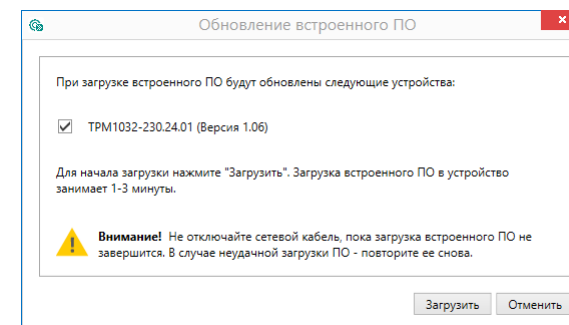 Обновление встроенного ПО
При загрузке встроенного ПО будут обновлены следующие устройства:
ТРМ1032-230.24.01 (Версия 1.06)
Для начала загрузки нажмите "Загрузить". Загрузка встроенного ПО в устройство
занимает 1-3 минуты.
Внимание! Не отключайте сетевой кабель, пока загрузка встроенного ПО не
завершится. В случае неудачной загрузки ПО - повторите ее снова.
Загрузить Отменить